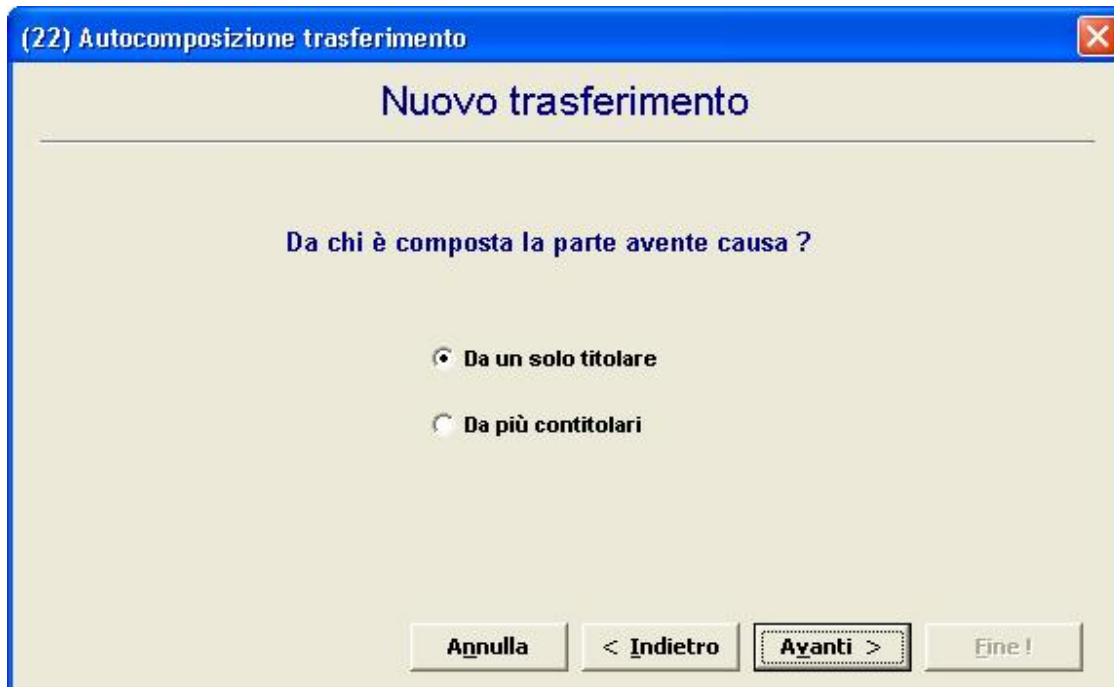 (22) Autocomposizione trasferimento
Nuovo trasferimento
Da chi è composta la parte avente causa ?
Da un solo titolare
Da più contitolari
Annulla
< Indietro
Avanti >
Fine !